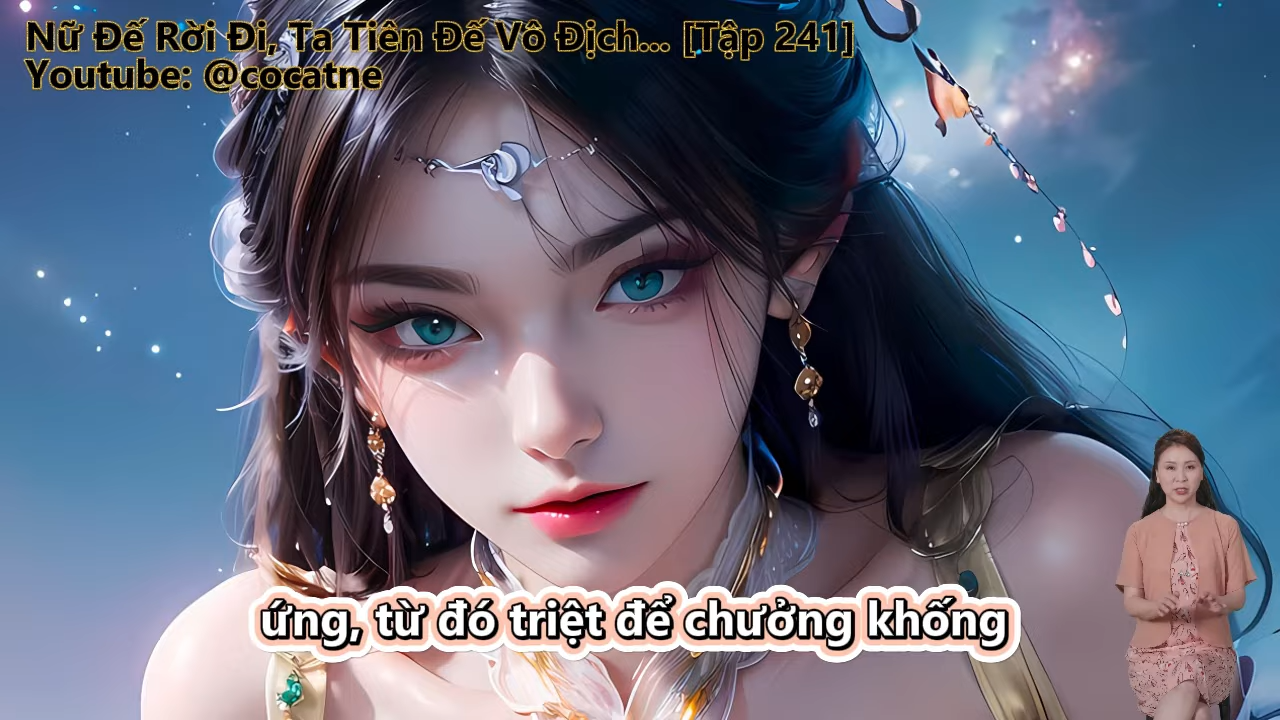 Nữ Đế Rời Đi, Ta Tiên Đế Vô Địch... [Tập 241]
Youtube: @cocatne
ứng, từ đó triệt để chưởng khống